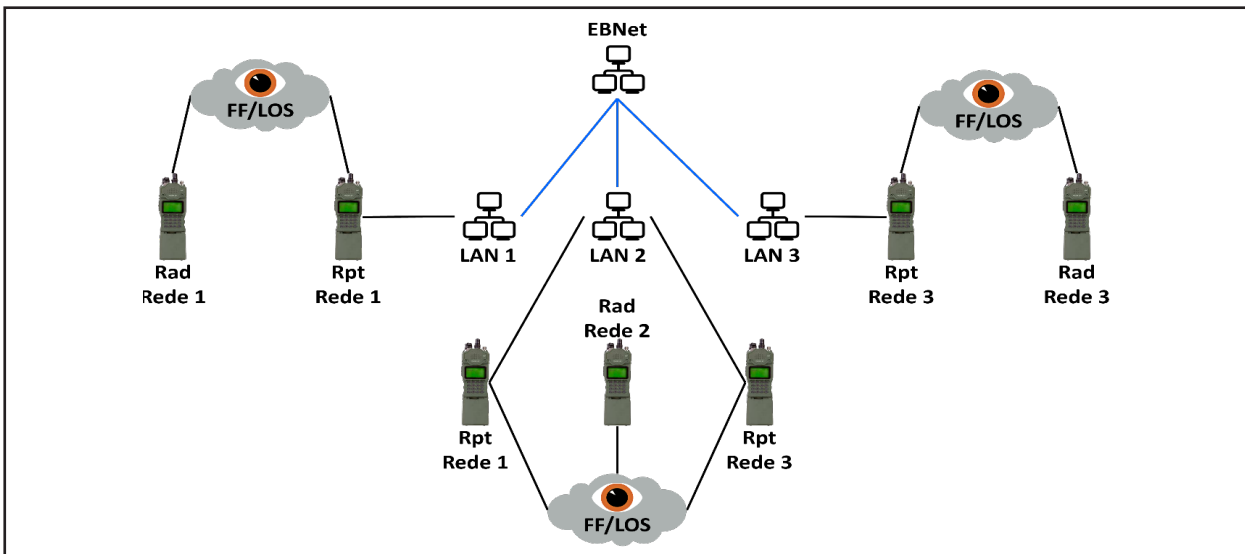 EBNet
FF/LOS
FF/LOS
LAN 1
LAN 2
LAN 3
Rad
Rede 1
Rpt
Rede 1
Rpt
Rede 3
Rad
Rede 3
Rad
Rede 2
Rpt
Rede 1
Rpt
Rede 3
FF/LOS